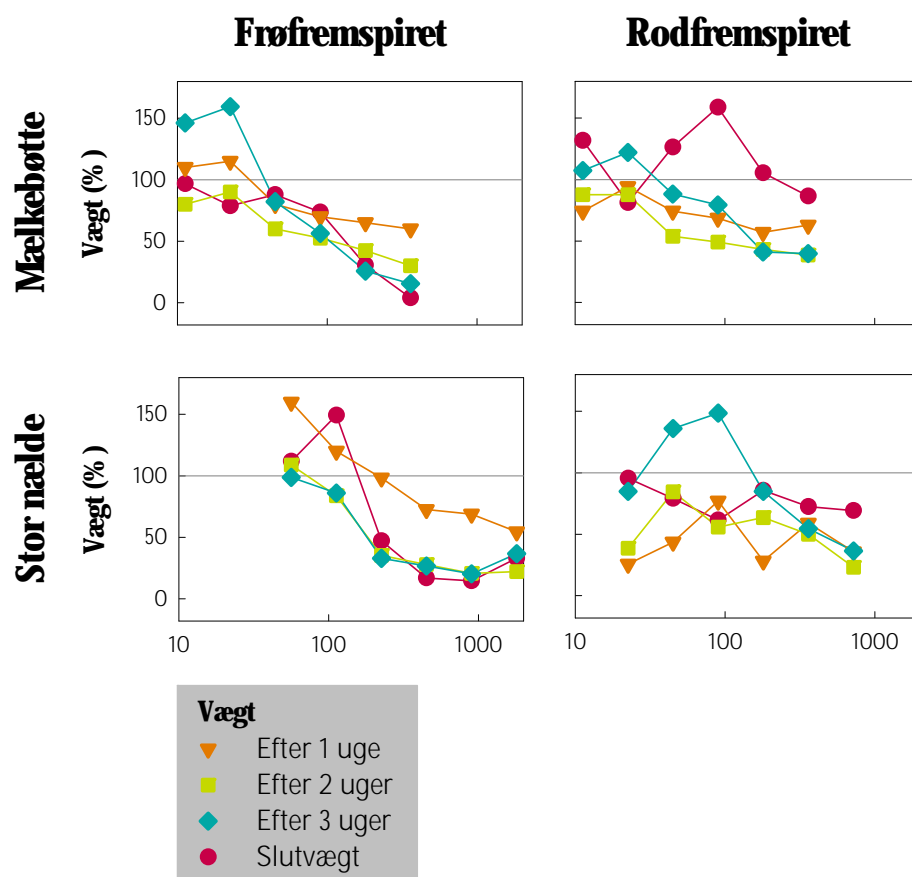 Frøfremspiret
Rodfremspiret
Mælkebøtte
Vægt (%)
150
100
50
0
Stor nælde
Vægt (%)
150
100
50
0
10
100
1000
10
100
1000
Vægt
Efter 1 uge
Efter 2 uger
Efter 3 uger
Slutvægt